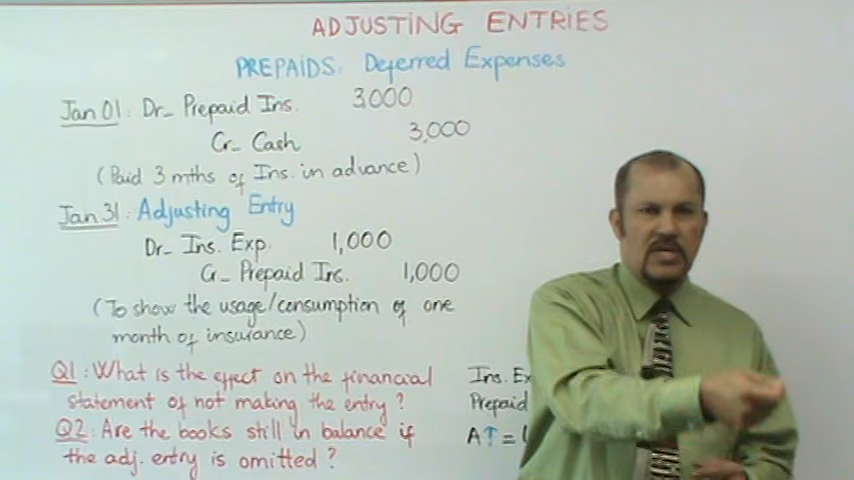 ADJUSTING ENTRIES
PREPAIDS. Deferred Expenses
Jan 01: Dr_ Prepaid Ins. 3000
Cr_ Cash 3,000
(Paid 3 mths of Ins. in advance)
Jan 31: Adjusting Entry
Dr_ Ins. Exp. 1,000
Cr_ Prepaid Ins. 1,000
(To show the usage/consumption of one
month of insurance)
Q1: What is the effect on the financial
statement of not making the entry?
Q2: Are the books still in balance if
the adj. entry is omitted?
Ins. Ex
Prepaid
A↑ =